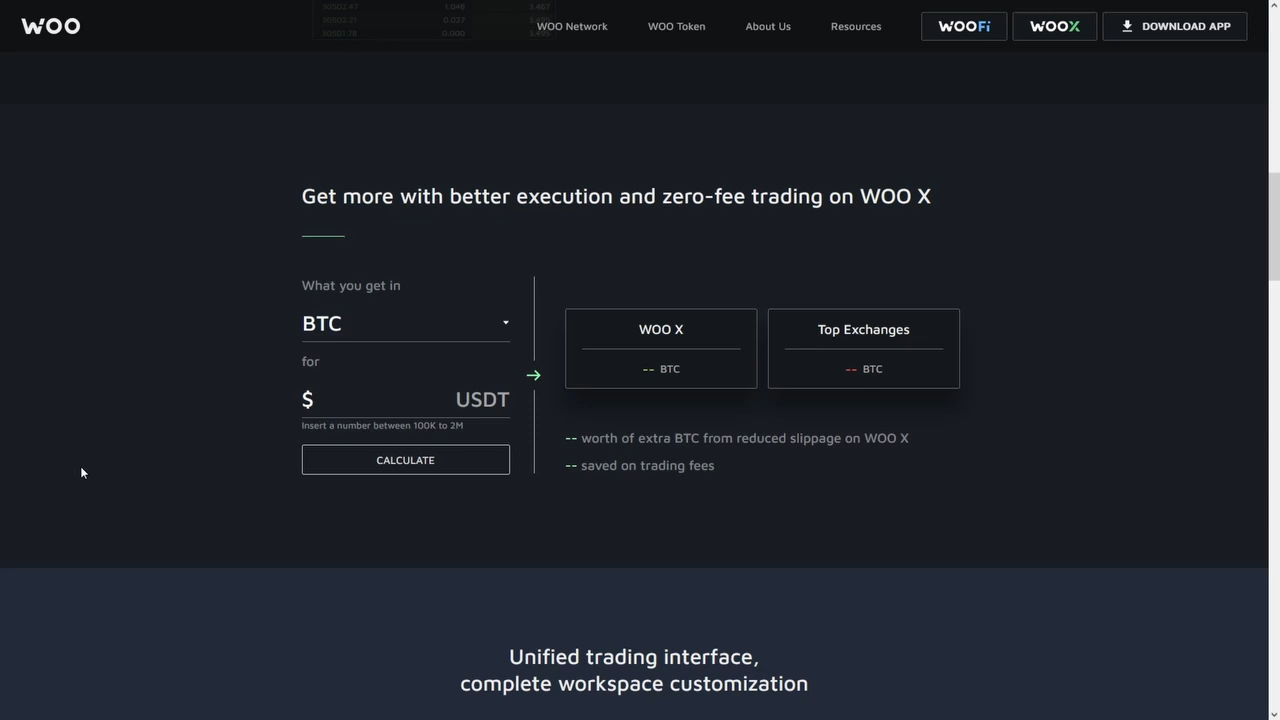 WOO
WOO Network
WOO Token
About Us
Resources
WOOFi
WOOX
DOWNLOAD APP
Get more with better execution and zero-fee trading on WOO X
What you get in
BTC
for
$ USDT
Insert a number between 100K to 2M
CALCULATE
WOO X
-- BTC
Top Exchanges
-- BTC
-- worth of extra BTC from reduced slippage on WOO X
-- saved on trading fees
Unified trading interface,
complete workspace customization